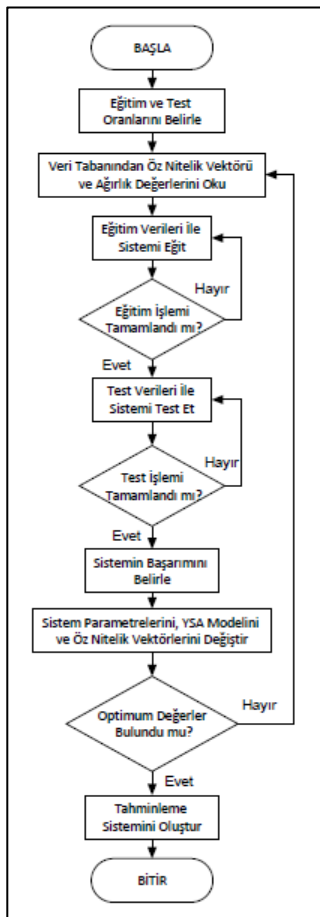 BAŞLA
Eğitim ve Test
Oranlarını Belirle
Veri Tabanından Öz Nitelik Vektörü
ve Ağırlık Değerlerini Oku
Eğitim Verileri İle
Sistemi Eğit
Hayır
Eğitim İşlemi
Tamamlandı mı?
Evet
Test Verileri İle
Sistemi Test Et
Hayır
Test İşlemi
Tamamlandı mı?
Evet
Sistemin Başarımını
Belirle
Sistem Parametrelerini, YSA Modelini
ve Öz Nitelik Vektörlerini Değiştir
Hayır
Optimum Değerler
Bulundu mu?
Evet
Tahminleme
Sistemini Oluştur
BİTİR